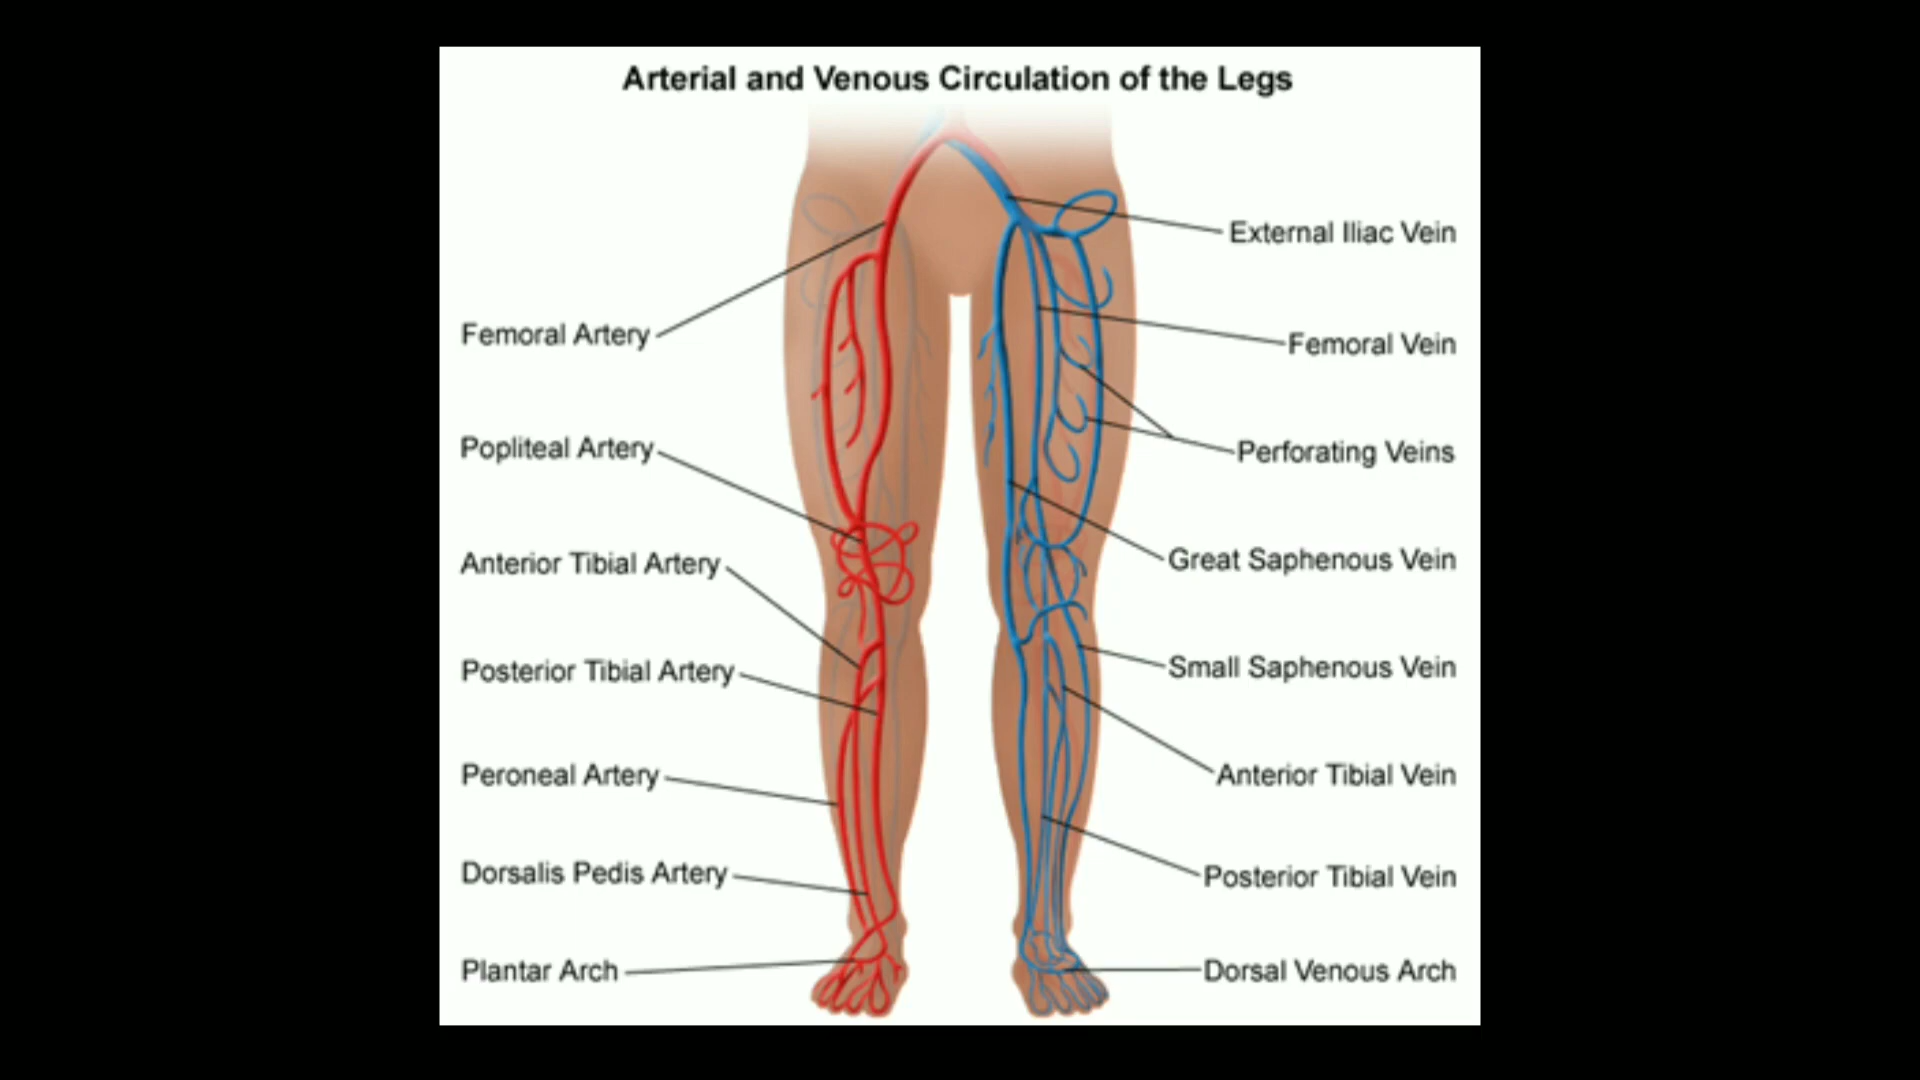 Arterial and Venous Circulation of the Legs
External Iliac Vein
Femoral Artery
Femoral Vein
Popliteal Artery
Perforating Veins
Anterior Tibial Artery
Great Saphenous Vein
Posterior Tibial Artery
Small Saphenous Vein
Peroneal Artery
Anterior Tibial Vein
Dorsalis Pedis Artery
Posterior Tibial Vein
Plantar Arch
Dorsal Venous Arch